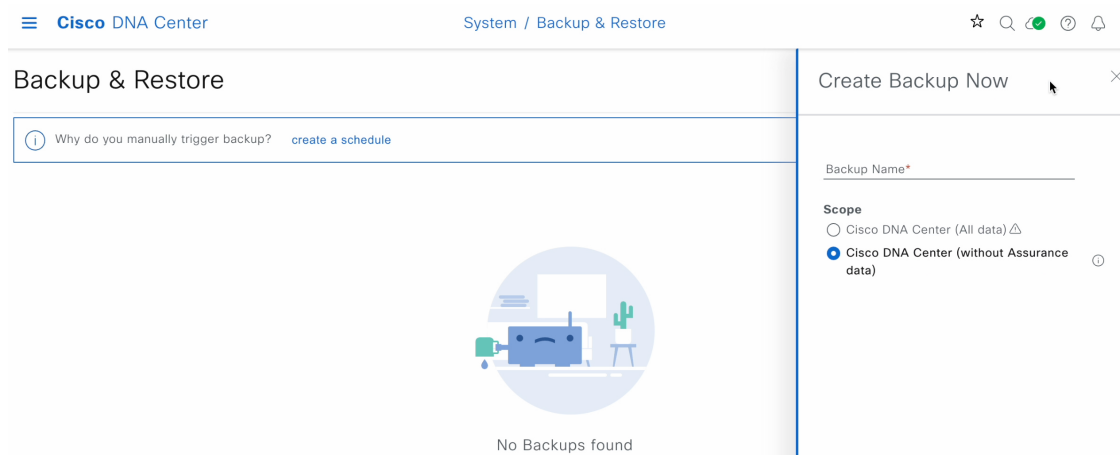 Cisco DNA Center
System / Backup & Restore
Backup & Restore
Why do you manually trigger backup? create a schedule
No Backups found
Create Backup Now
Backup Name*
Scope
Cisco DNA Center (All data)
Cisco DNA Center (without Assurance
data)